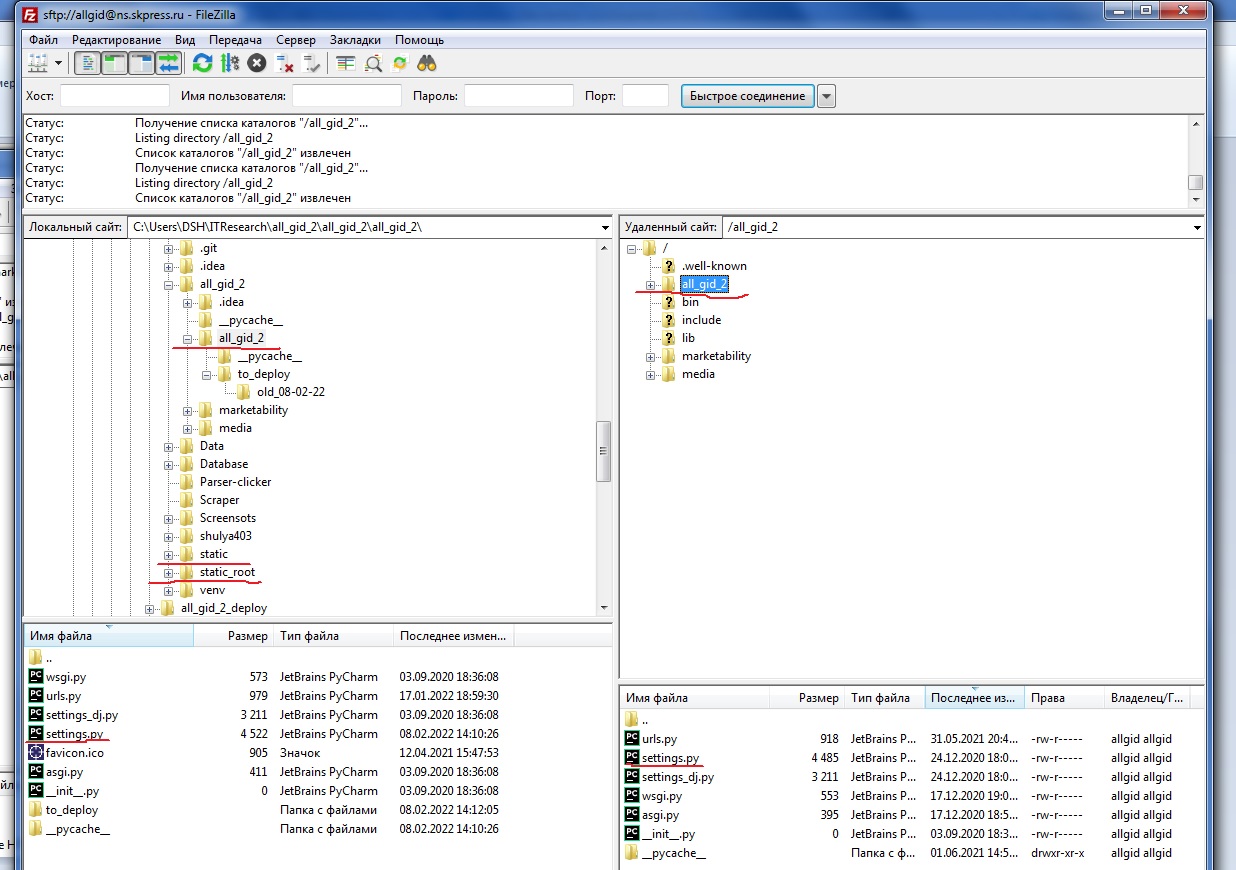 sftp://allgid@ns.skpress.ru - FileZilla
Файл Редактирование Вид Передача Сервер Закладки Помощь
Хост: Имя пользователя: Пароль: Порт: Быстрое соединение
Статус: Получение списка каталогов "/all_gid_2"...
Статус: Listing directory /all_gid_2
Статус: Список каталогов "/all_gid_2" извлечен
Статус: Получение списка каталогов "/all_gid_2"...
Статус: Listing directory /all_gid_2
Статус: Список каталогов "/all_gid_2" извлечен
Локальный сайт: C:\Users\DSH\ITResearch\all_gid_2\all_gid_2\all_gid_2\
.git
.idea
all_gid_2
.idea
__pycache__
all_gid_2
__pycache__
to_deploy
old_08-02-22
marketability
media
Data
Database
Parser-clicker
Scraper
Screensots
shulya403
static
static_root
venv
all_gid_2_deploy
Имя файла Размер Тип файла Последнее измен...
..
wsgi.py 573 JetBrains PyCharm 03.09.2020 18:36:08
urls.py 979 JetBrains PyCharm 17.01.2022 18:59:30
settings_dj.py 3 211 JetBrains PyCharm 03.09.2020 18:36:08
settings.py 4 522 JetBrains PyCharm 08.02.2022 14:10:26
favicon.ico 905 Значок 12.04.2021 15:47:53
asgi.py 411 JetBrains PyCharm 03.09.2020 18:36:08
__init__.py 0 JetBrains PyCharm 03.09.2020 18:36:08
to_deploy Папка с файлами 08.02.2022 14:12:05
__pycache__ Папка с файлами 08.02.2022 14:10:26
Удаленный сайт: /all_gid_2
/
.well-known
all_gid_2
bin
include
lib
marketability
media
Имя файла Размер Тип файла Последнее из... Права Владелец/Г...
..
urls.py 918 JetBrains P... 31.05.2021 20:4... -rw-r----- allgid allgid
settings.py 4 485 JetBrains P... 24.12.2020 18:0... -rw-r----- allgid allgid
settings_dj.py 3 211 JetBrains P... 24.12.2020 18:0... -rw-r----- allgid allgid
wsgi.py 553 JetBrains P... 17.12.2020 19:0... -rw-r----- allgid allgid
asgi.py 395 JetBrains P... 17.12.2020 18:5... -rw-r----- allgid allgid
__init__.py 0 JetBrains P... 03.09.2020 18:3... -rw-r----- allgid allgid
__pycache__ Папка с ф... 01.06.2021 14:5... drwxr-xr-x allgid allgid